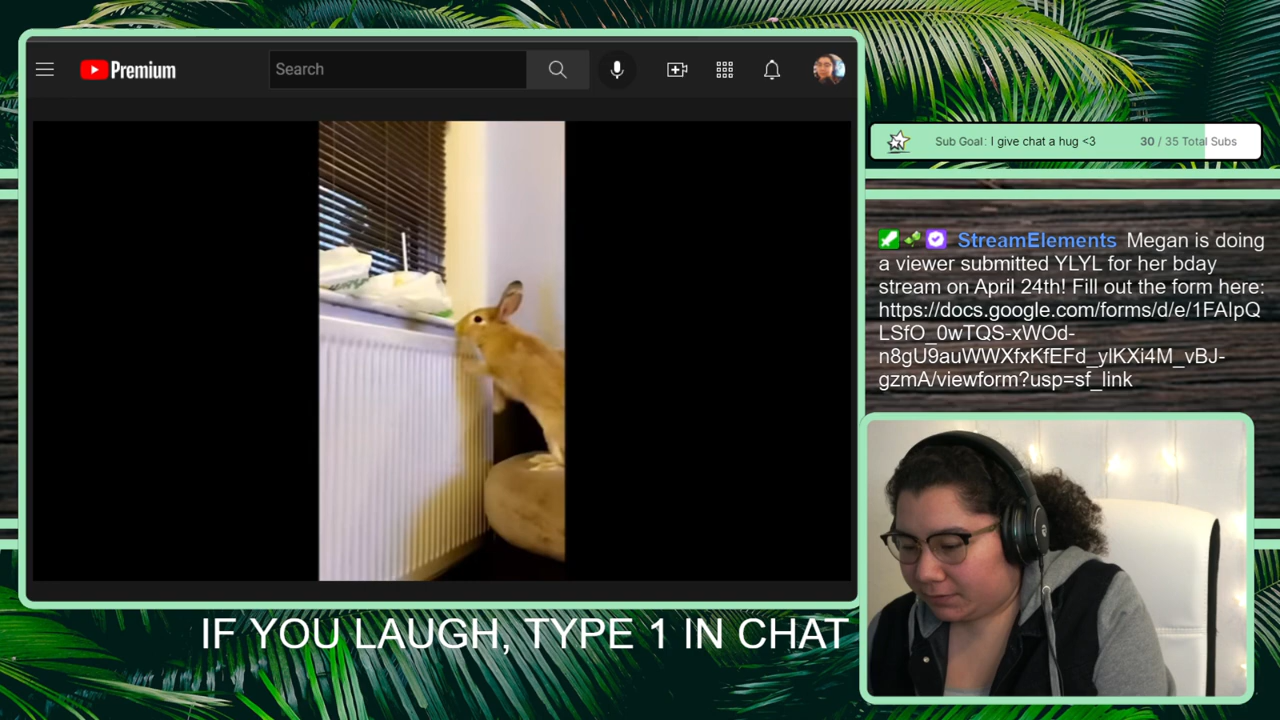 Premium
Search
Sub Goal: I give chat a hug <3 30 / 35 Total Subs
StreamElements Megan is doing
a viewer submitted YLYL for her bday
stream on April 24th! Fill out the form here:
https://docs.google.com/forms/d/e/1FAIpQ
LSfO_0wTQS-xWOd-
n8gU9auWWXfxKfEFd_ylKXi4M_vBJ-
gzmA/viewform?usp=sf_link
IF YOU LAUGH, TYPE 1 IN CHAT